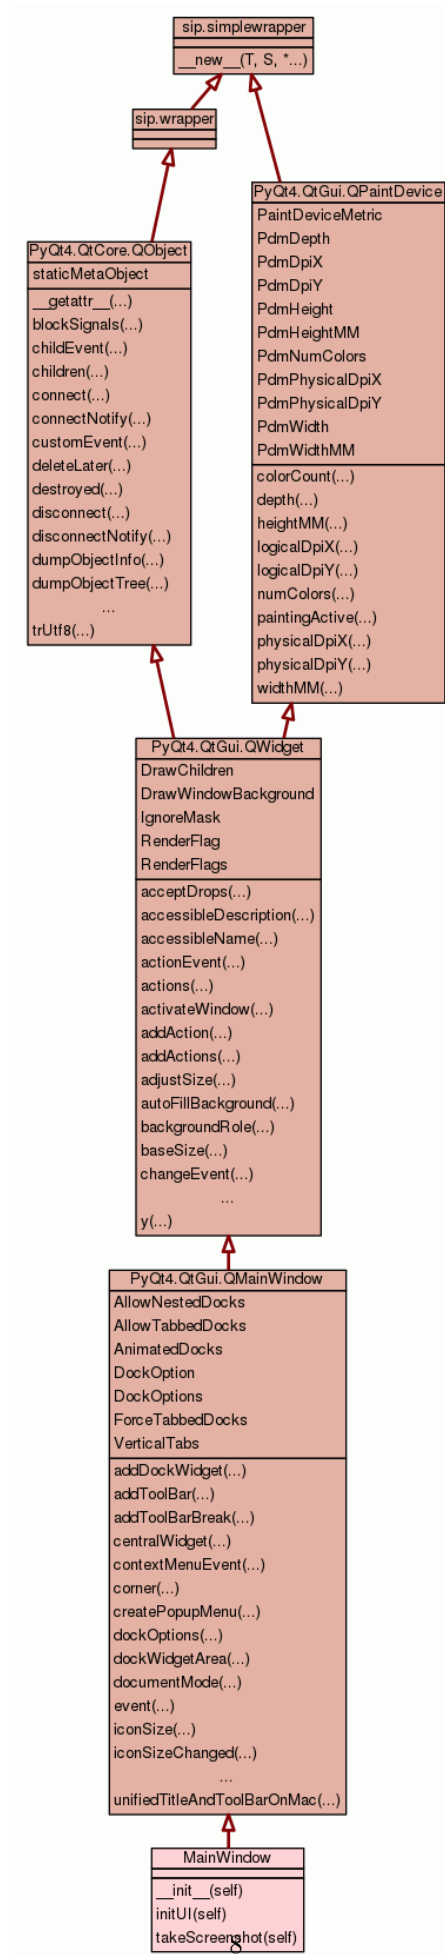 sip.simplewrapper
__new__(T, S, *...)
sip.wrapper
PyQt4.QtGui.QPaintDevice
PaintDeviceMetric
PdmDepth
PdmDpiX
PdmDpiY
PdmHeight
PdmHeightMM
PdmNumColors
PdmPhysicalDpiX
PdmPhysicalDpiY
PdmWidth
PdmWidthMM
colorCount(...)
depth(...)
heightMM(...)
logicalDpiX(...)
logicalDpiY(...)
numColors(...)
paintingActive(...)
physicalDpiX(...)
physicalDpiY(...)
widthMM(...)
PyQt4.QtCore.QObject
staticMetaObject
__getattr__(...)
blockSignals(...)
childEvent(...)
children(...)
connect(...)
connectNotify(...)
customEvent(...)
deleteLater(...)
destroyed(...)
disconnect(...)
disconnectNotify(...)
dumpObjectInfo(...)
dumpObjectTree(...)
...
trUtf8(...)
PyQt4.QtGui.QWidget
DrawChildren
DrawWindowBackground
IgnoreMask
RenderFlag
RenderFlags
acceptDrops(...)
accessibleDescription(...)
accessibleName(...)
actionEvent(...)
actions(...)
activateWindow(...)
addAction(...)
addActions(...)
adjustSize(...)
autoFillBackground(...)
backgroundRole(...)
baseSize(...)
changeEvent(...)
...
y(...)
PyQt4.QtGui.QMainWindow
AllowNestedDocks
AllowTabbedDocks
AnimatedDocks
DockOption
DockOptions
ForceTabbedDocks
VerticalTabs
addDockWidget(...)
addToolBar(...)
addToolBarBreak(...)
centralWidget(...)
contextMenuEvent(...)
corner(...)
createPopupMenu(...)
dockOptions(...)
dockWidgetArea(...)
documentMode(...)
event(...)
iconSize(...)
iconSizeChanged(...)
...
unifiedTitleAndToolBarOnMac(...)
MainWindow
__init__(self)
initUI(self)
takeScreenshot(self)
8